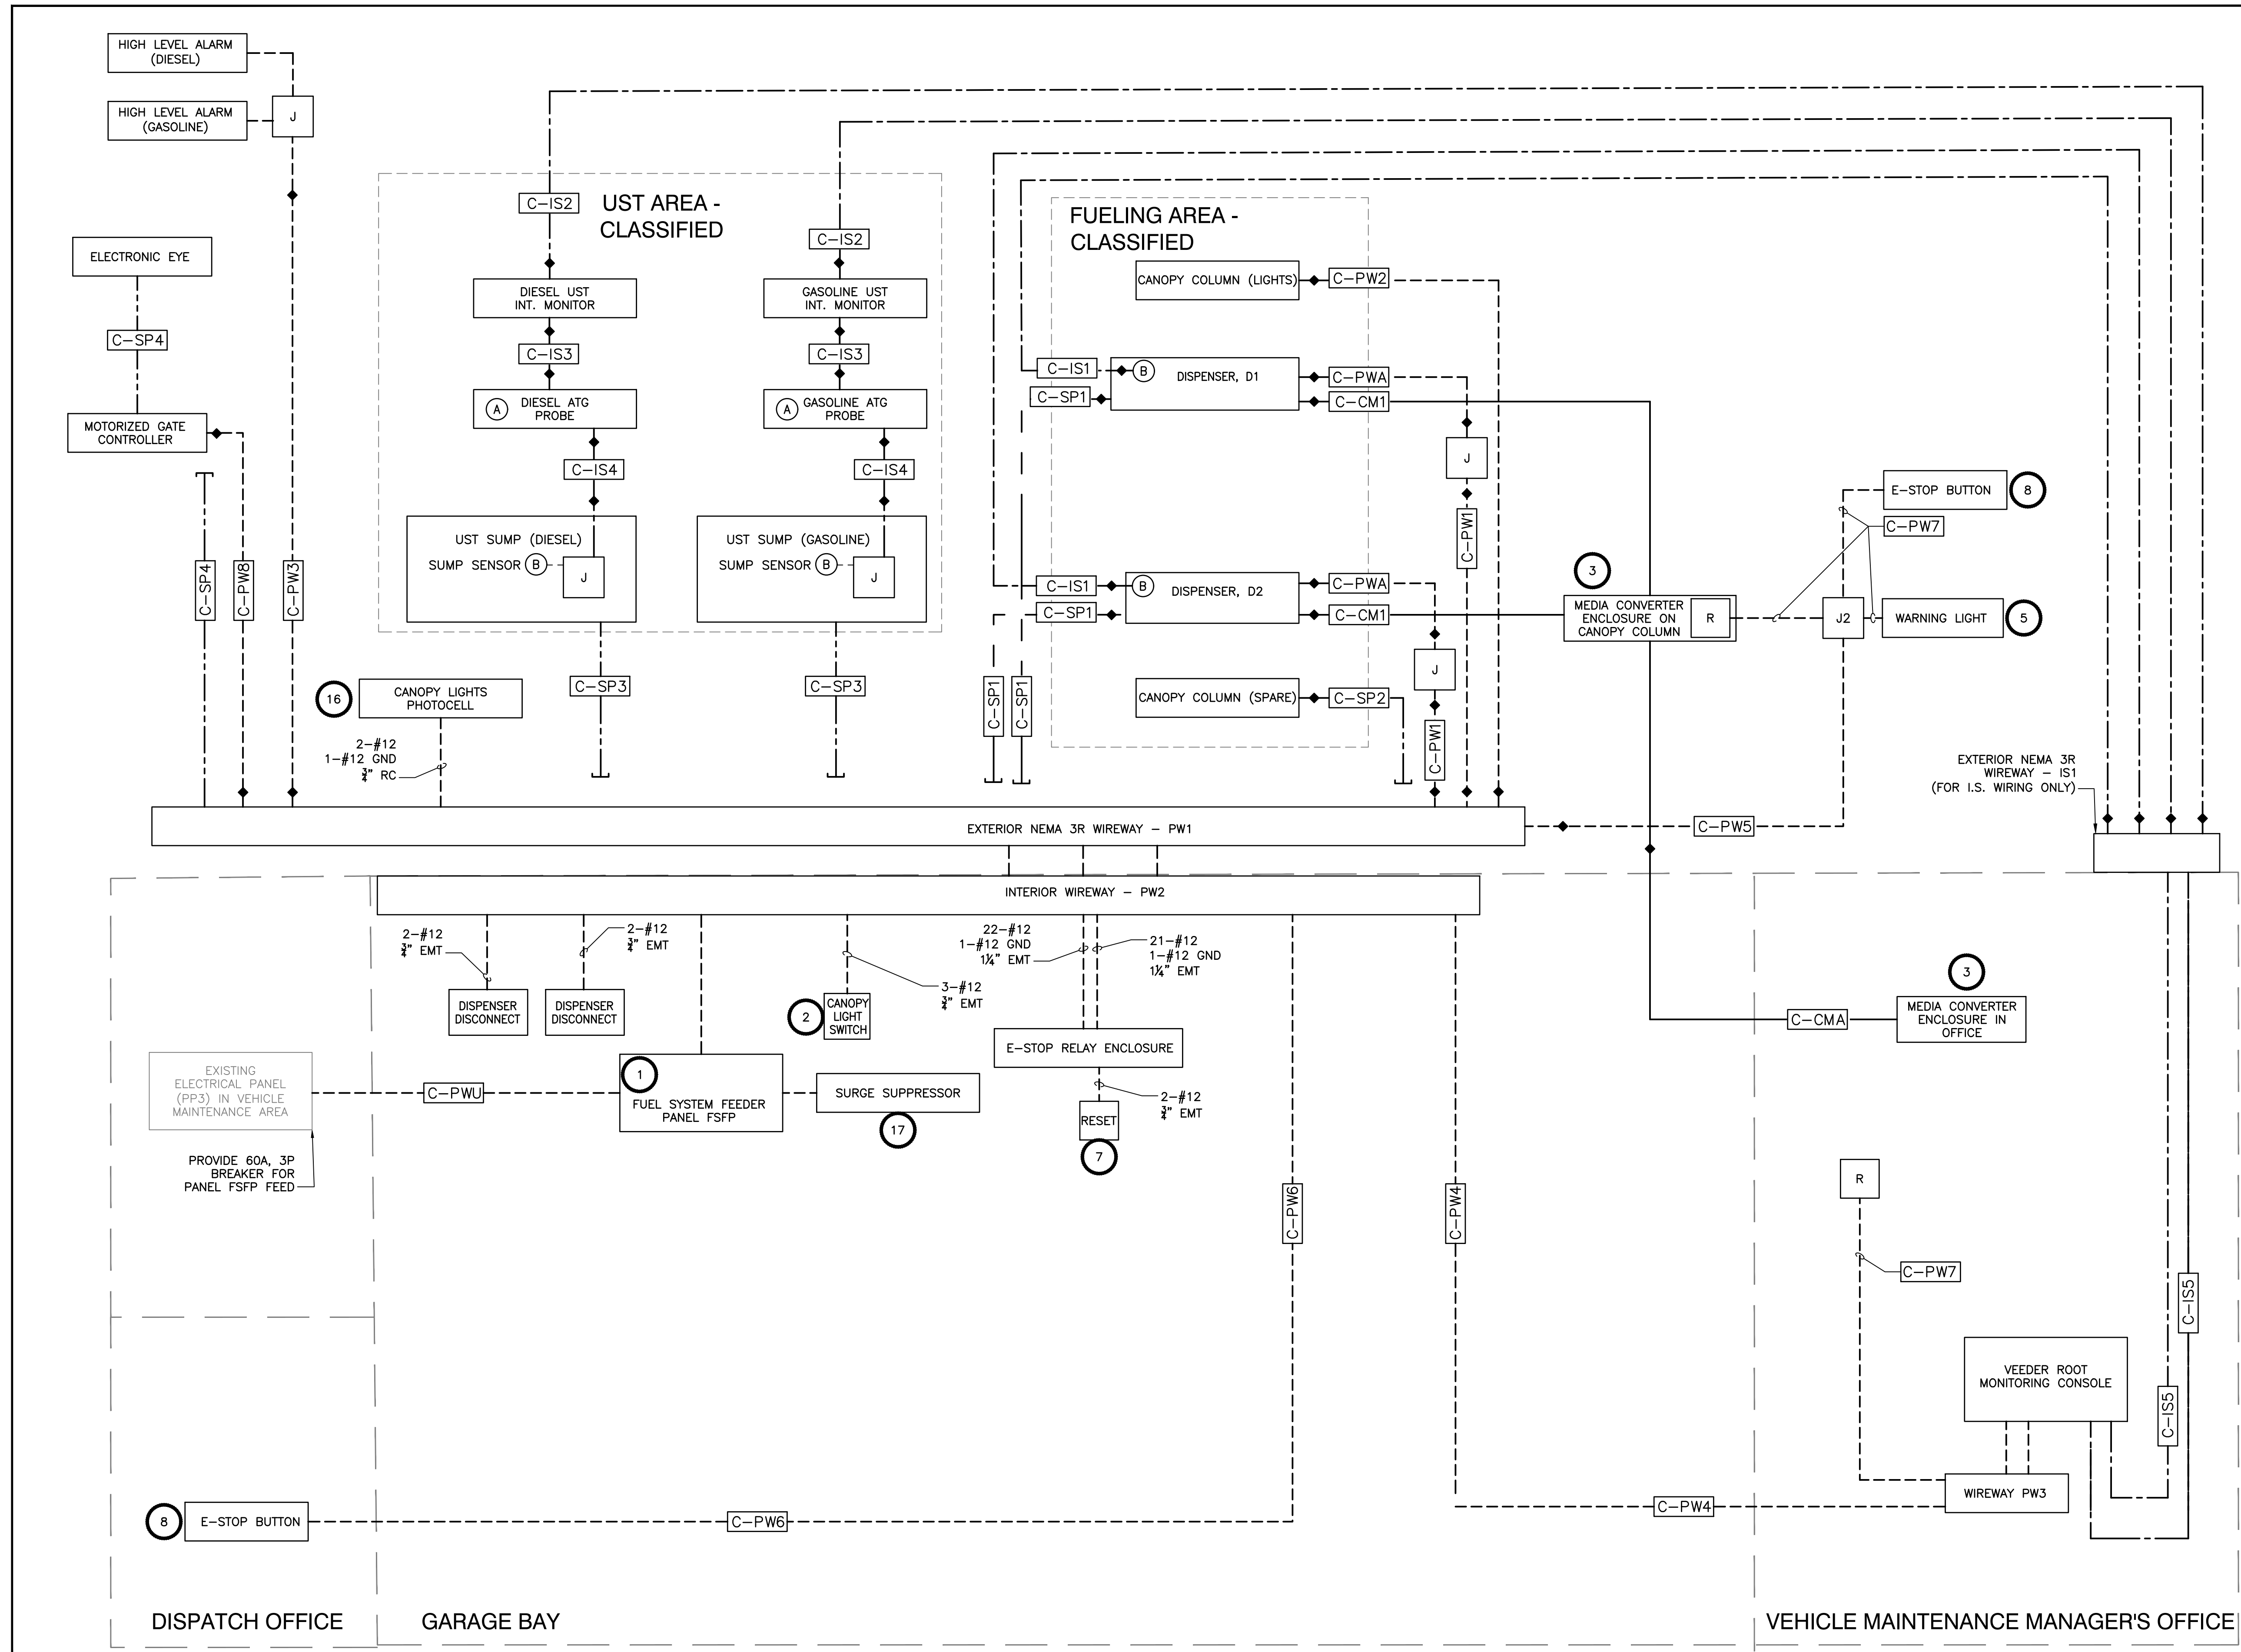 HIGH LEVEL ALARM
(DIESEL)
HIGH LEVEL ALARM
(GASOLINE)
J
ELECTRONIC EYE
C-SP4
MOTORIZED GATE
CONTROLLER
C-SP4
C-PW8
C-PW3
UST AREA -
CLASSIFIED
C-IS2
C-IS2
DIESEL UST
INT. MONITOR
GASOLINE UST
INT. MONITOR
C-IS3
C-IS3
A
DIESEL ATG
PROBE
A
GASOLINE ATG
PROBE
C-IS4
C-IS4
UST SUMP (DIESEL)
SUMP SENSOR
B
J
UST SUMP (GASOLINE)
SUMP SENSOR
B
J
C-SP3
C-SP3
16
CANOPY LIGHTS
PHOTOCELL
2-#12
1-#12 GND
¾" RC
FUELING AREA -
CLASSIFIED
CANOPY COLUMN (LIGHTS)
C-PW2
C-IS1
B
DISPENSER, D1
C-PWA
C-SP1
C-CM1
J
C-PW1
C-IS1
B
DISPENSER, D2
C-PWA
C-SP1
C-CM1
J
C-PW1
C-SP1
C-SP1
CANOPY COLUMN (SPARE)
C-SP2
3
MEDIA CONVERTER
ENCLOSURE ON
CANOPY COLUMN
R
E-STOP BUTTON
8
C-PW7
J2
WARNING LIGHT
5
EXTERIOR NEMA 3R
WIREWAY - IS1
(FOR I.S. WIRING ONLY)
EXTERIOR NEMA 3R WIREWAY - PW1
C-PW5
INTERIOR WIREWAY - PW2
2-#12
¾" EMT
2-#12
¾" EMT
22-#12
1-#12 GND
1¼" EMT
21-#12
1-#12 GND
1¼" EMT
3-#12
¾" EMT
DISPENSER
DISCONNECT
DISPENSER
DISCONNECT
2
CANOPY
LIGHT
SWITCH
E-STOP RELAY ENCLOSURE
3
MEDIA CONVERTER
ENCLOSURE IN
OFFICE
C-CMA
EXISTING
ELECTRICAL PANEL
(PP3) IN VEHICLE
MAINTENANCE AREA
C-PWU
1
FUEL SYSTEM FEEDER
PANEL FSFP
SURGE SUPPRESSOR
17
2-#12
¾" EMT
RESET
7
PROVIDE 60A, 3P
BREAKER FOR
PANEL FSFP FEED
C-PW6
C-PW4
R
C-PW7
C-IS5
VEEDER ROOT
MONITORING CONSOLE
C-IS5
WIREWAY PW3
C-PW4
8
E-STOP BUTTON
C-PW6
DISPATCH OFFICE
GARAGE BAY
VEHICLE MAINTENANCE MANAGER'S OFFICE